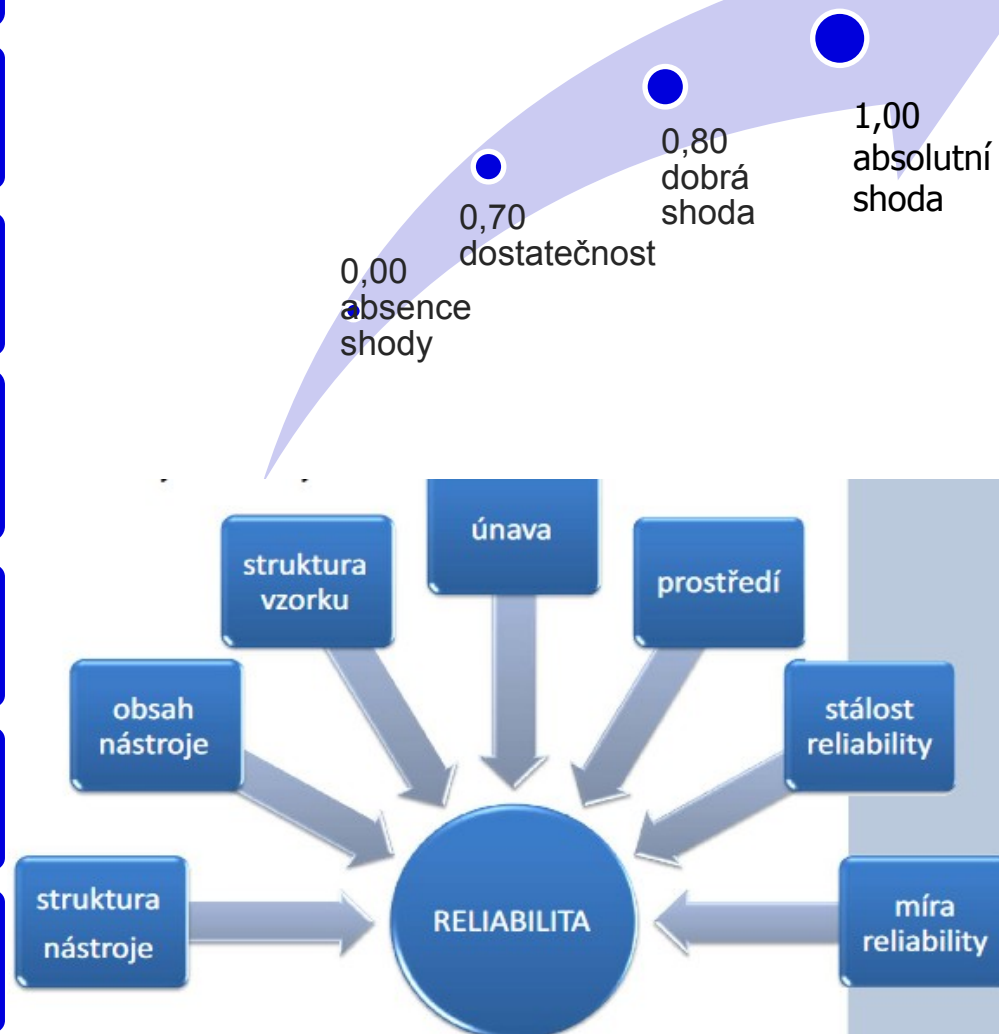 1,00
absolutní
shoda
0,80
dobrá
shoda
0,70
dostatečnost
0,00
absence
shody
únava
struktura
vzorku
prostředí
obsah
nástroje
stálost
reliability
struktura
nástroje
RELIABILITA
míra
reliability